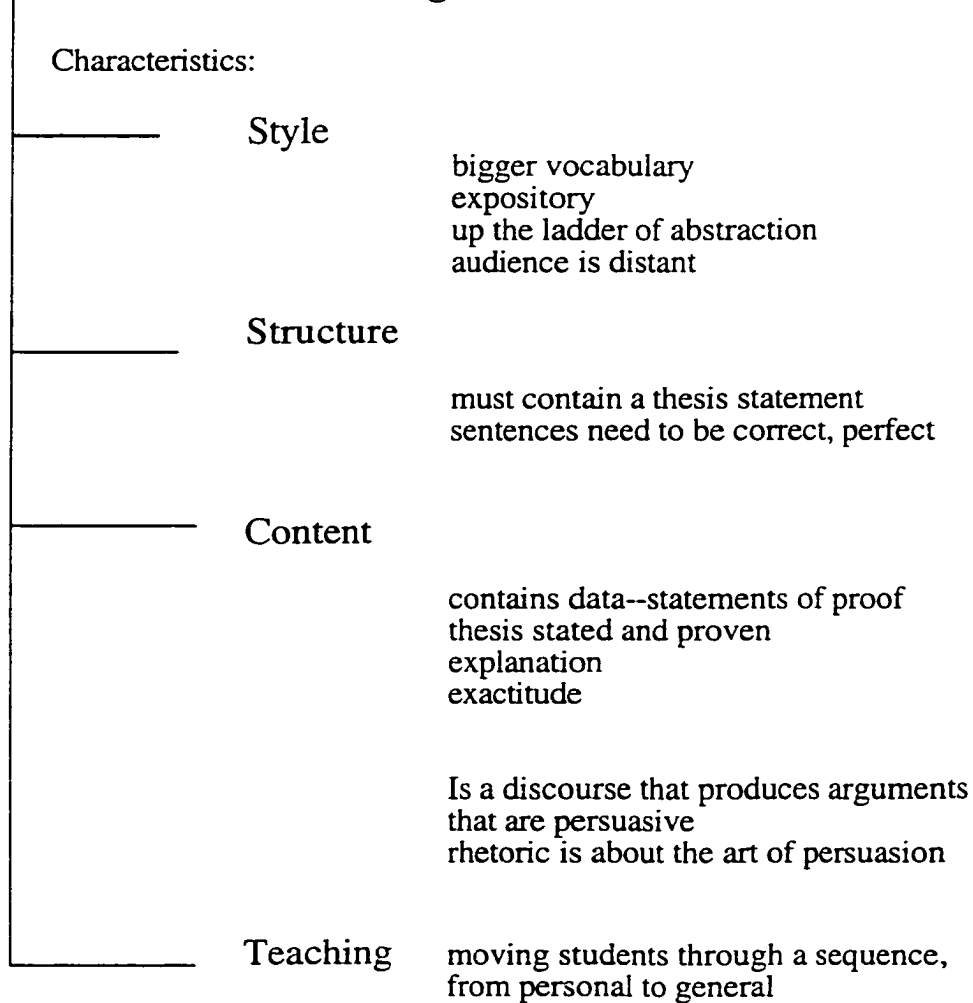 Characteristics:
Style
bigger vocabulary
expository
up the ladder of abstraction
audience is distant
Structure
must contain a thesis statement
sentences need to be correct, perfect
Content
contains data--statements of proof
thesis stated and proven
explanation
exactitude
Is a discourse that produces arguments
that are persuasive
rhetoric is about the art of persuasion
Teaching moving students through a sequence,
from personal to general